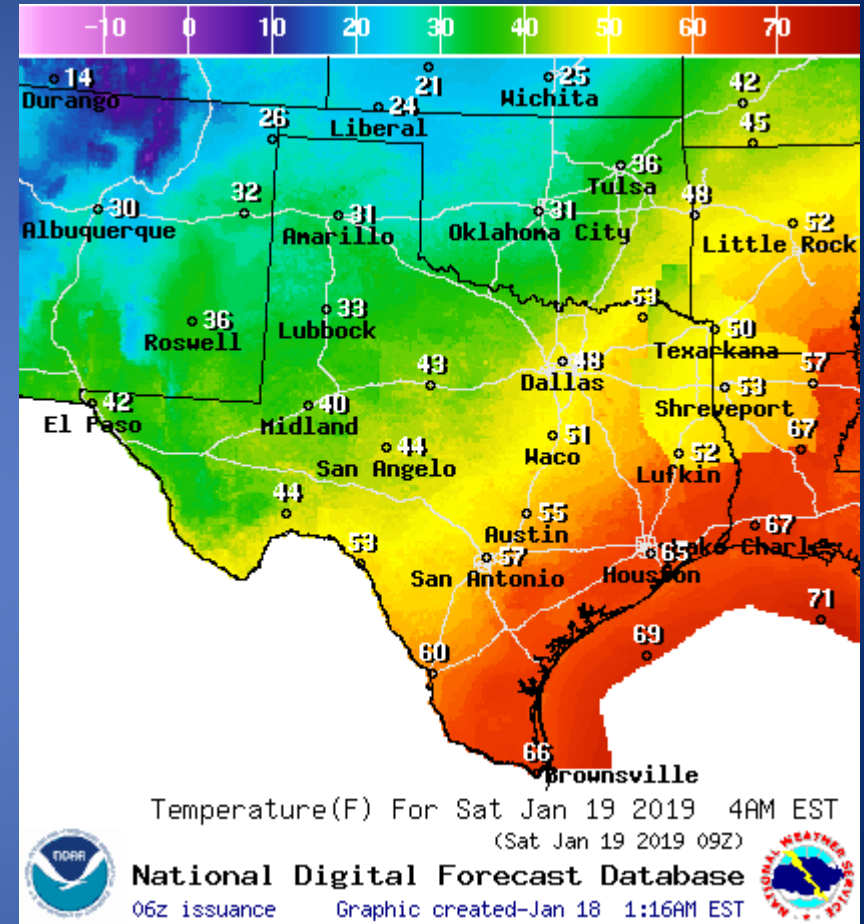 -10 0 10 20 30 40 50 60 70
14
Durango
21
25
Wichita
42
24
Liberal
45
26
36
Tulsa
32
30
Albuquerque
31
Amarillo
31
Oklahoma City
48
52
Little Rock
36
Roswell
33
Lubbock
53
50
Texarkana
43
48
Dallas
53
Shreveport
57
42
El Paso
40
Midland
44
San Angelo
51
Waco
52
Lufkin
67
44
55
Austin
67
Lake Charles
53
57
San Antonio
65
Houston
60
69
71
66
Brownsville
Temperature(F) For Sat Jan 19 2019 4AM EST
(Sat Jan 19 2019 09Z)
National Digital Forecast Database
06z issuance Graphic created-Jan 18 1:16AM EST
NOAA
NATIONAL WEATHER SERVICE